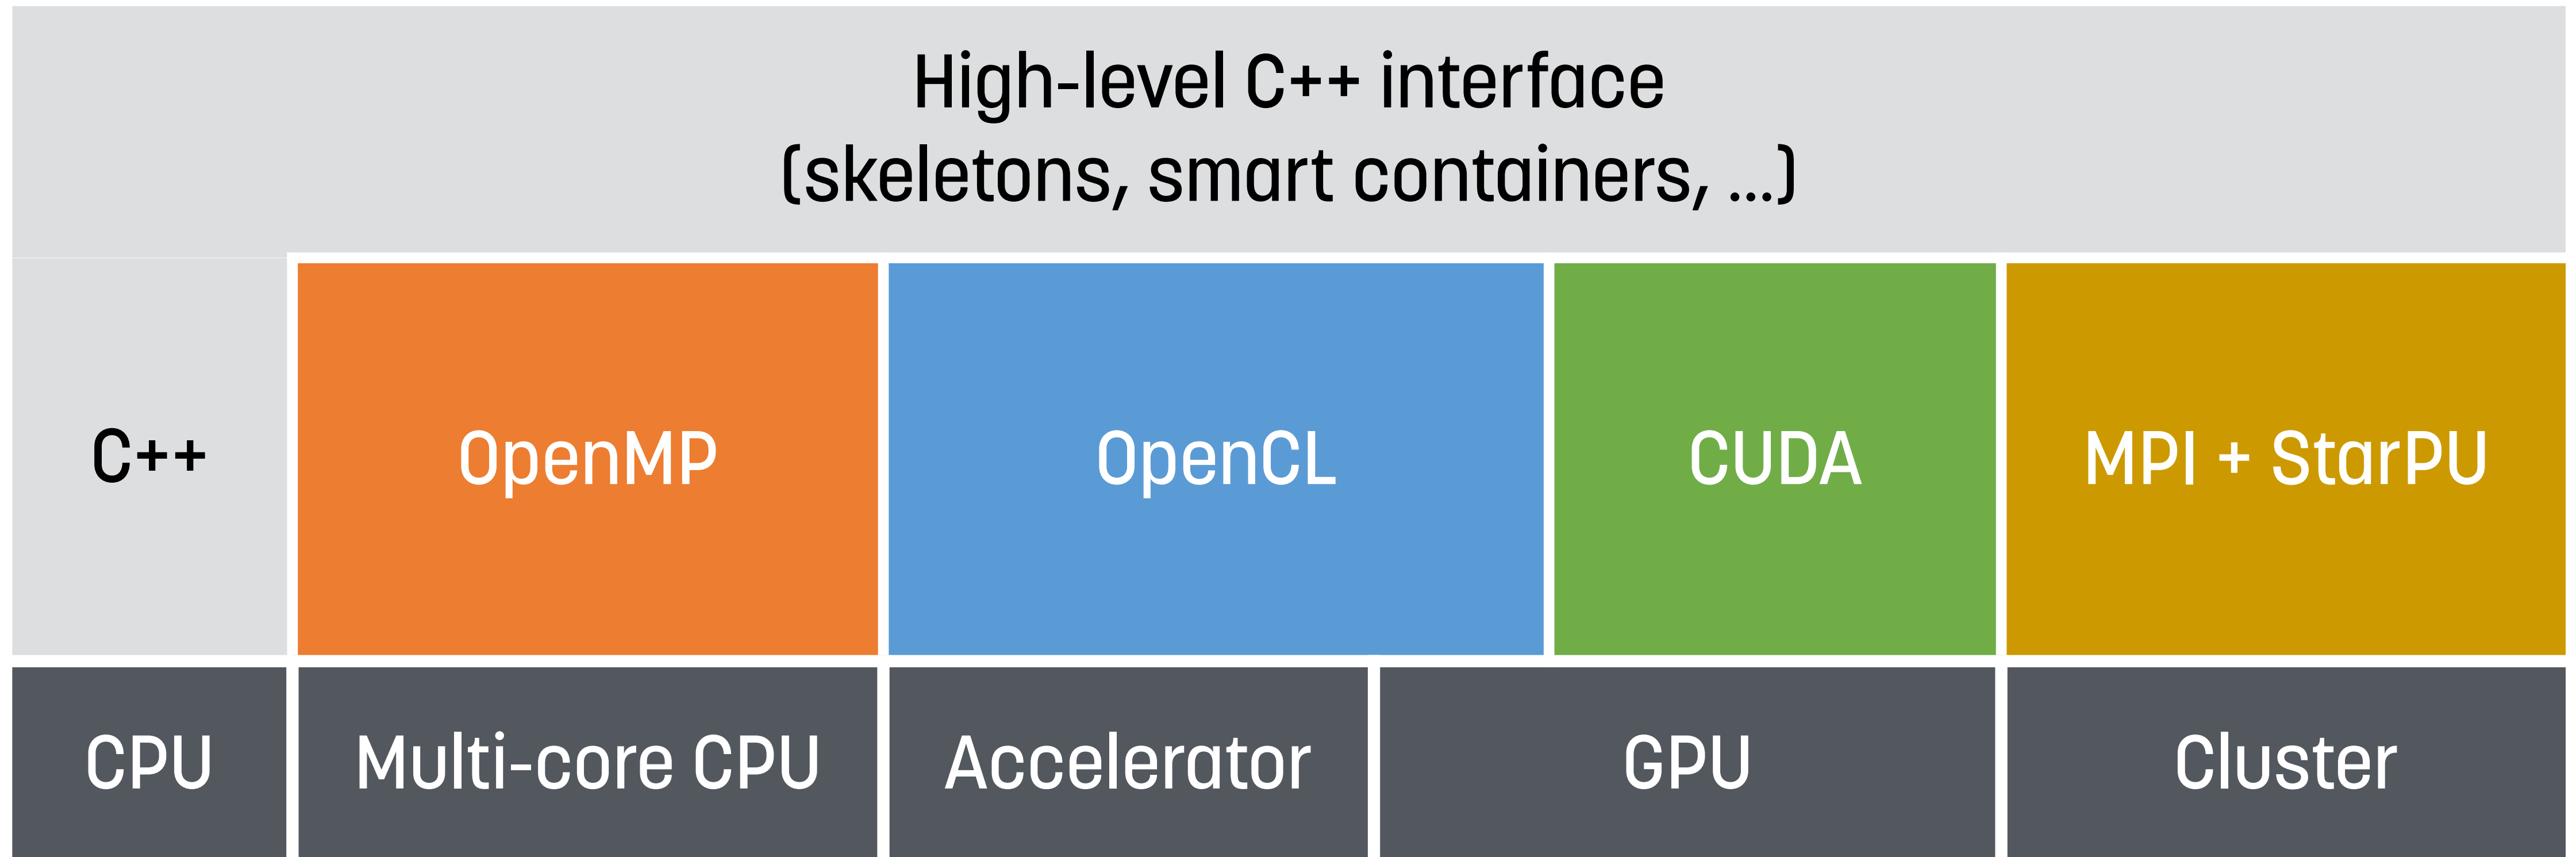 High-level C++ interface
(skeletons, smart containers, ...)
C++
OpenMP
OpenCL
CUDA
MPI + StarPU
CPU
Multi-core CPU
Accelerator
GPU
Cluster